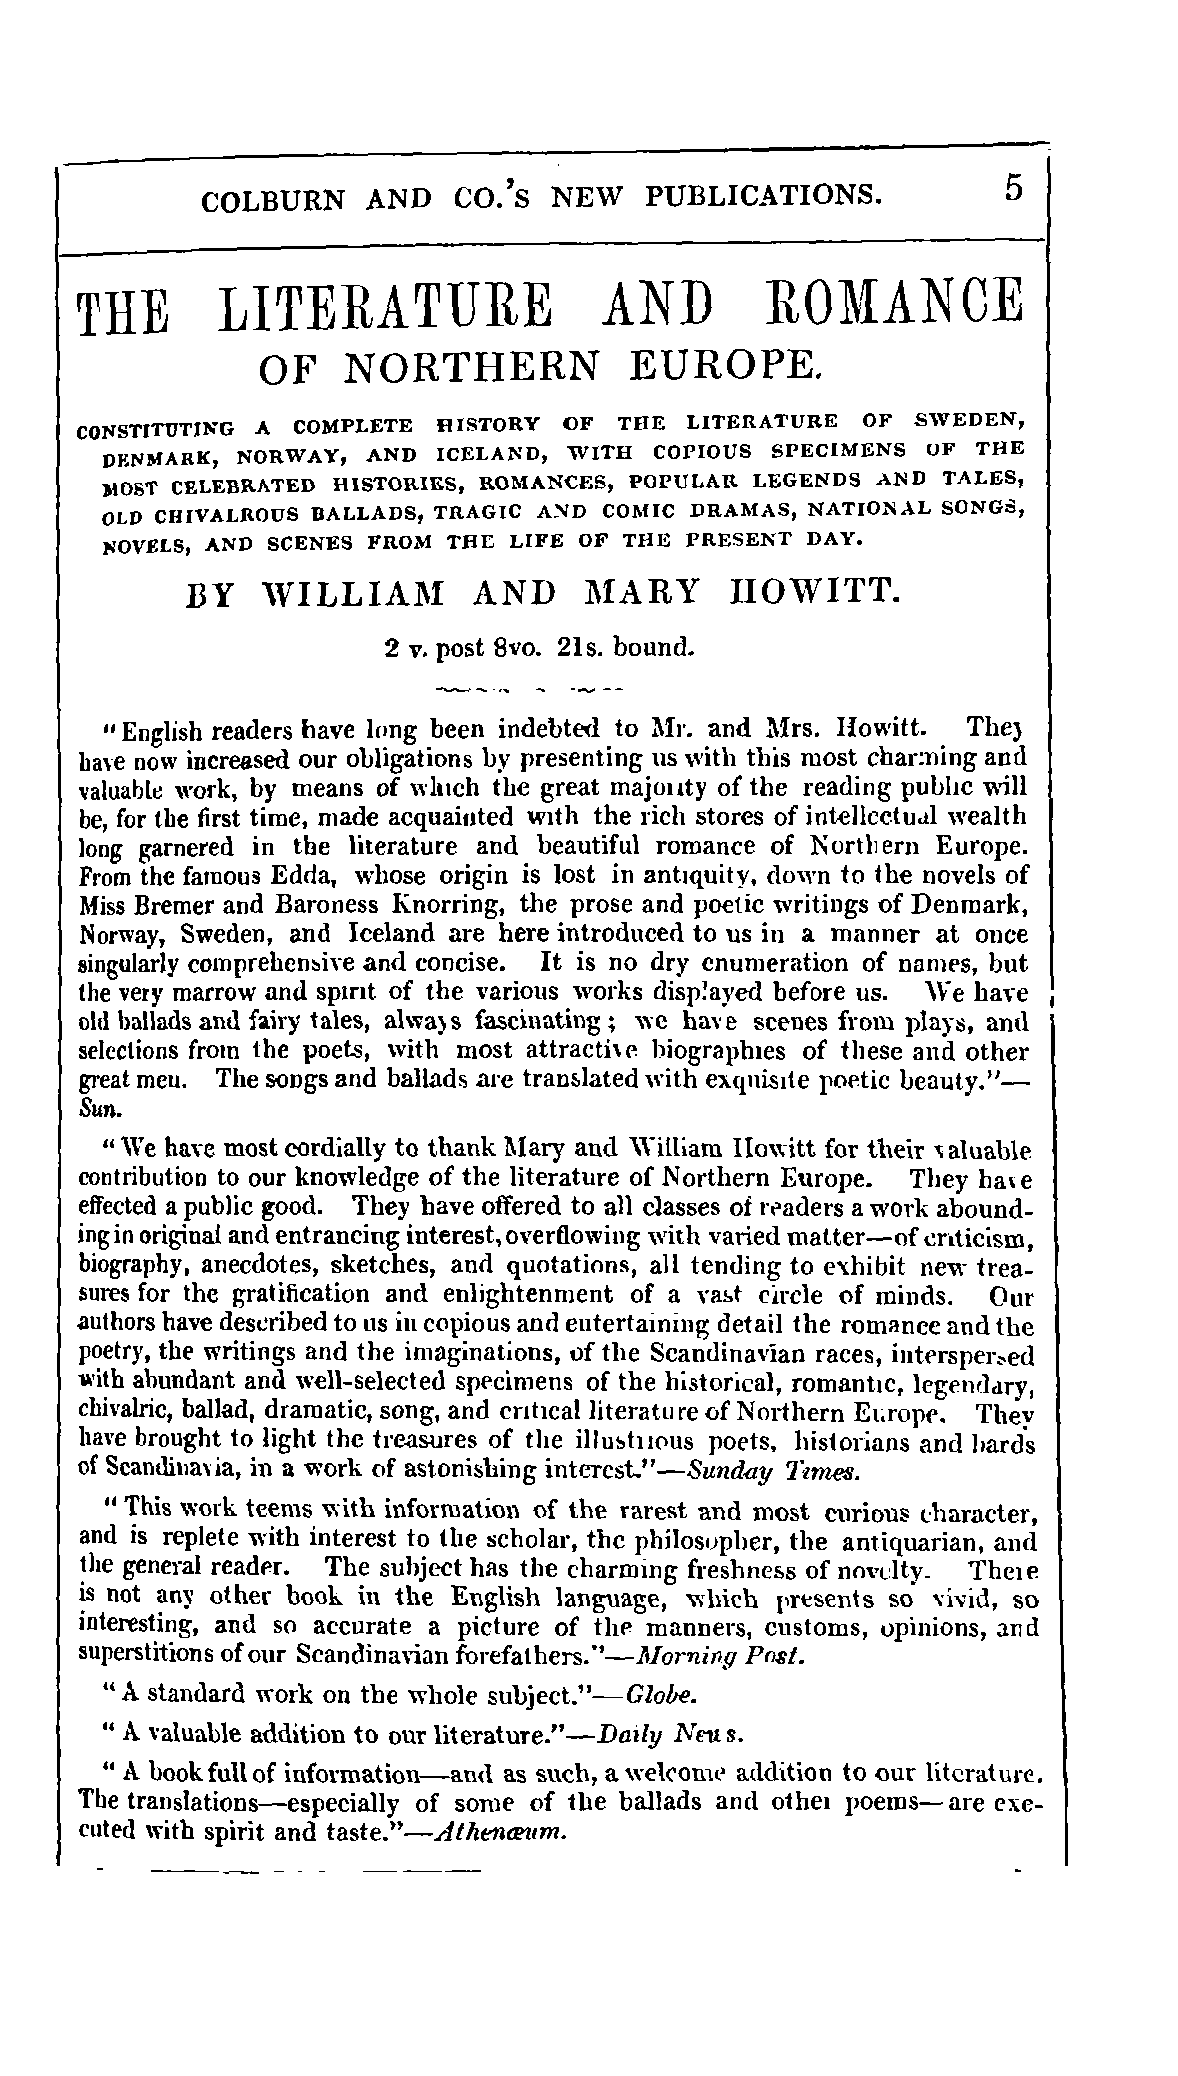 COLBURN AND CO.'S NEW PUBLICATIONS. 5
THE LITERATURE AND ROMANCE
OF NORTHERN EUROPE.
CONSTITUTING A COMPLETE HISTORY OF THE LITERATURE OF SWEDEN,
DENMARK, NORWAY, AND ICELAND, WITH COPIOUS SPECIMENS OF THE
MOST CELEBRATED HISTORIES, ROMANCES, POPULAR LEGENDS AND TALES,
OLD CHIVALROUS BALLADS, TRAGIC AND COMIC DRAMAS, NATIONAL SONGS,
NOVELS, AND SCENES FROM THE LIFE OF THE PRESENT DAY.
BY WILLIAM AND MARY HOWITT.
2 v. post 8vo. 21s. bound.
"English readers have long been indebted to Mr. and Mrs. Howitt. They
have now increased our obligations by presenting us with this most charming and
valuable work, by means of which the great majority of the reading public will
be, for the first time, made acquainted with the rich stores of intellectual wealth
long garnered in the literature and beautiful romance of Northern Europe.
From the famous Edda, whose origin is lost in antiquity, down to the novels of
Miss Bremer and Baroness Knorring, the prose and poetic writings of Denmark,
Norway, Sweden, and Iceland are here introduced to us in a manner at once
singularly comprehensive and concise. It is no dry enumeration of names, but
the very marrow and spirit of the various works displayed before us. We have
old ballads and fairy tales, always fascinating; we have scenes from plays, and
selections from the poets, with most attractive biographies of these and other
great men. The songs and ballads are translated with exquisite poetic beauty."—
Sun.
"We have most cordially to thank Mary and William Howitt for their valuable
contribution to our knowledge of the literature of Northern Europe. They have
effected a public good. They have offered to all classes of readers a work abound-
ing in original and entrancing interest, overflowing with varied matter—of criticism,
biography, anecdotes, sketches, and quotations, all tending to exhibit new trea-
sures for the gratification and enlightenment of a vast circle of minds. Our
authors have described to us in copious and entertaining detail the romance and the
poetry, the writings and the imaginations, of the Scandinavian races, interspersed
with abundant and well-selected specimens of the historical, romantic, legendary,
chivalric, ballad, dramatic, song, and critical literature of Northern Europe. They
have brought to light the treasures of the illustrious poets, historians and bards
of Scandinavia, in a work of astonishing interest."—Sunday Times.
"This work teems with information of the rarest and most curious character,
and is replete with interest to the scholar, the philosopher, the antiquarian, and
the general reader. The subject has the charming freshness of novelty. There
is not any other book in the English language, which presents so vivid, so
interesting, and so accurate a picture of the manners, customs, opinions, and
superstitions of our Scandinavian forefathers."—Morning Post.
"A standard work on the whole subject."—Globe.
"A valuable addition to our literature."—Daily News.
"A book full of information—and as such, a welcome addition to our literature.
The translations—especially of some of the ballads and other poems—are exe-
cuted with spirit and taste."—Athenæum.